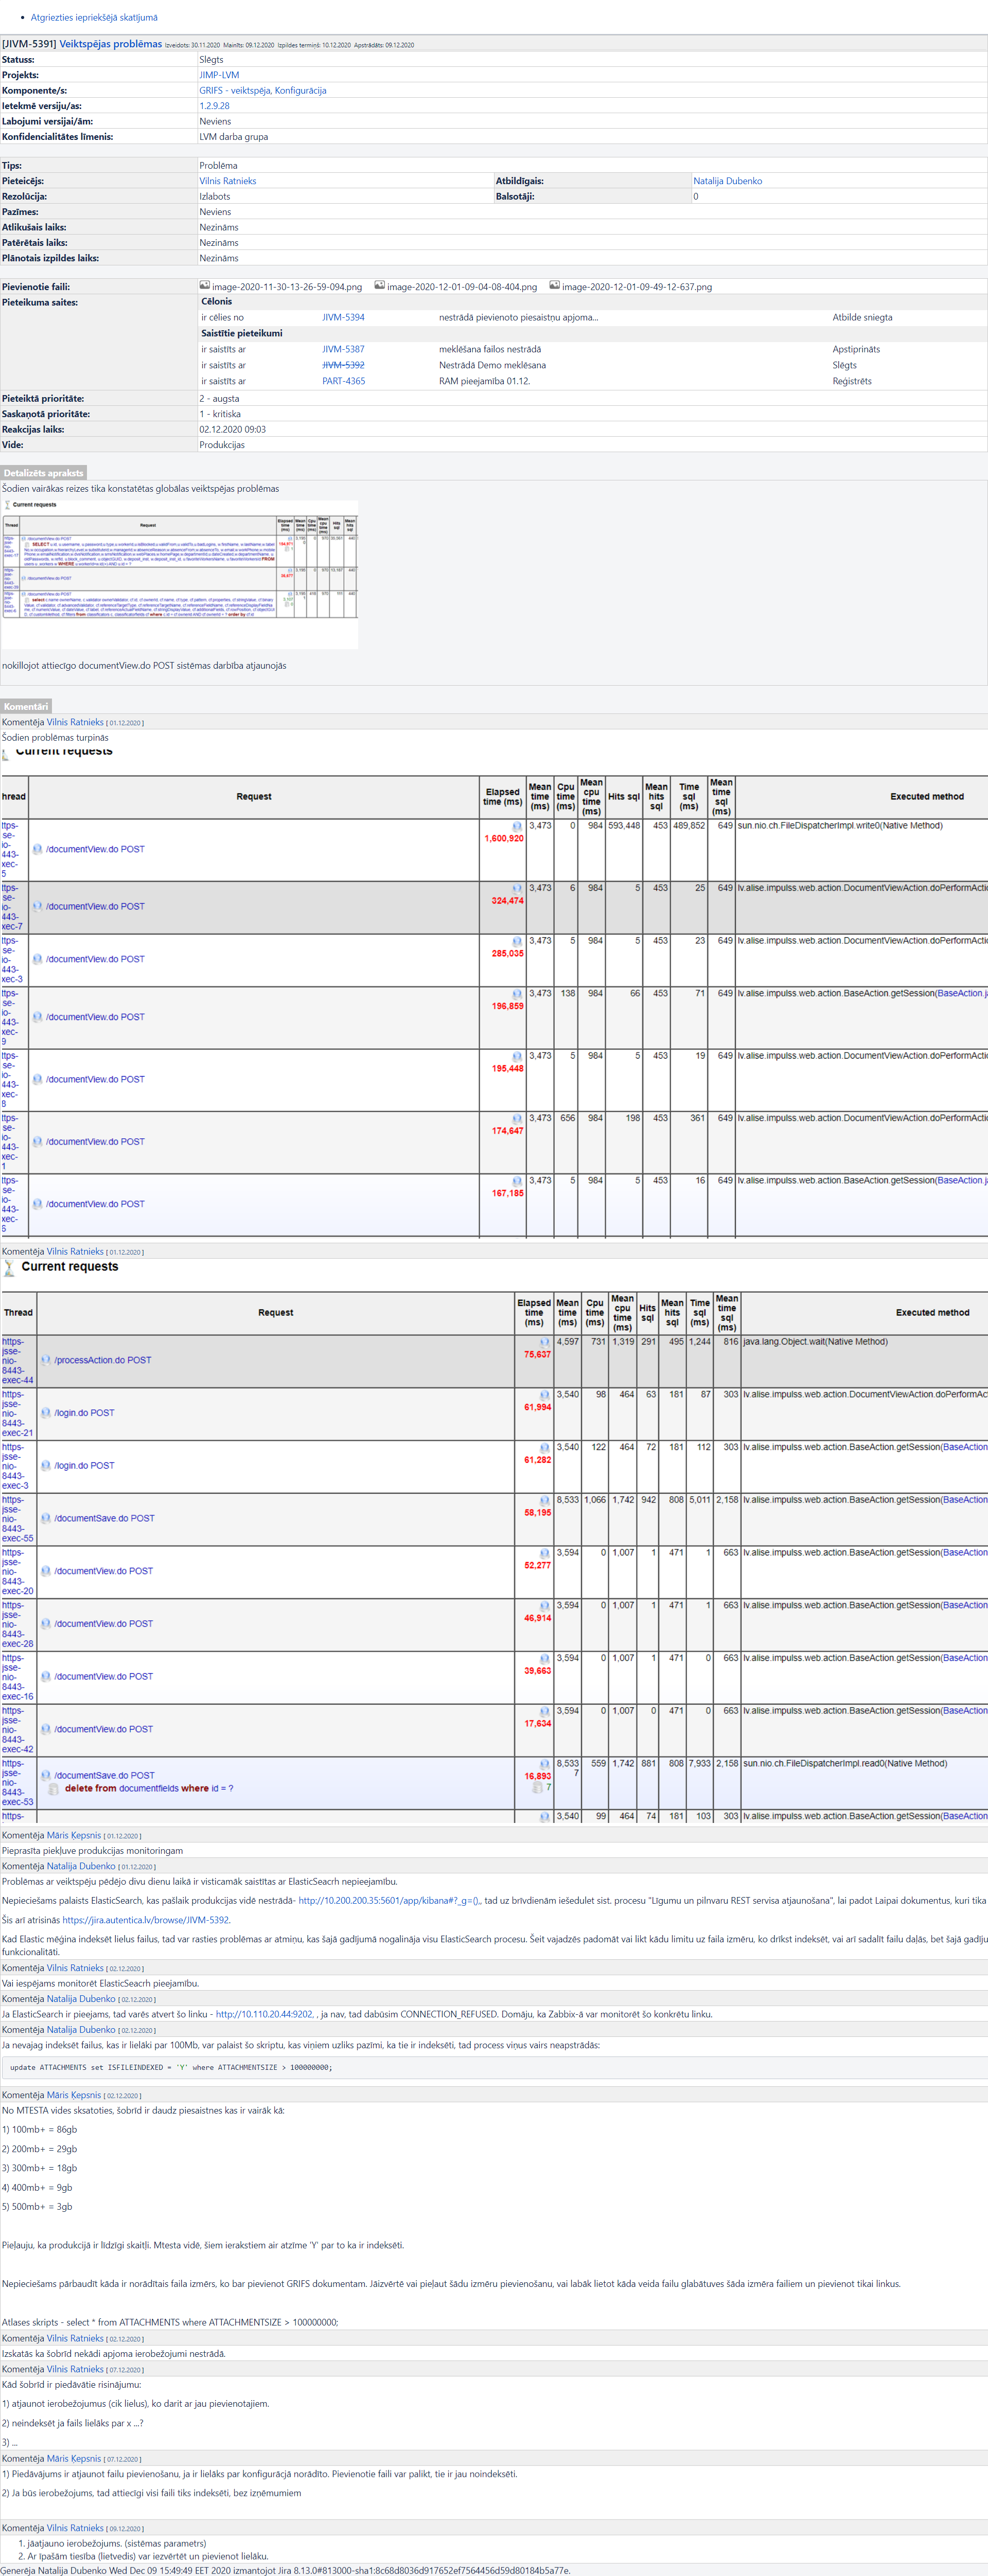 Atgriezties iepriekšējā skatījumā
[JIVM-5391] Veiktspējas problēmas Izveidots: 30.11.2020 Mainīts: 09.12.2020 Izpildes termiņš: 10.12.2020 Apstrādāts: 09.12.2020
Statuss: Slēgts
Projekts: JIMP-LVM
Komponente/s: GRIFS - veiktspēja, Konfigurācija
Ietekmē versiju/as: 1.2.9.28
Labojumi versijai/ām: Neviens
Konfidencialitātes līmenis: LVM darba grupa
Tips: Problēma
Pieteicējs: Vilnis Ratnieks Atbildīgais: Natalija Dubenko
Rezolūcija: Izlabots Balsotāji: 0
Pazīmes: Neviens
Atlikušais laiks: Nezināms
Patērētais laiks: Nezināms
Plānotais izpildes laiks: Nezināms
Pievienotie faili: image-2020-11-30-13-26-59-094.png image-2020-12-01-09-04-08-404.png image-2020-12-01-09-49-12-637.png
Pieteikuma saites: Cēlonis
ir cēlies no JIVM-5394 nestrādā pievienoto piesaistņu apjoma... Atbilde sniegta
Saistītie pieteikumi
ir saistīts ar JIVM-5387 meklēšana failos nestrādā Apstiprināts
ir saistīts ar JIVM-5392 Nestrādā Demo meklēsana Slēgts
ir saistīts ar PART-4365 RAM pieejamība 01.12. Reģistrēts
Pieteiktā prioritāte: 2 - augsta
Saskaņotā prioritāte: 1 - kritiska
Reakcijas laiks: 02.12.2020 09:03
Vide: Produkcijas
Detalizēts apraksts
Šodien vairākas reizes tika konstatētas globālas veiktspējas problēmas
Current requests
Thread Request Elapsed time (ms) Mean time (ms) Cpu time (ms) Mean cpu time (ms) Hits sql Mean hits sql
/documentView.do POST
/documentView.do POST
/documentView.do POST
nokillojot attiecīgo documentView.do POST sistēmas darbība atjaunojās
Komentāri
Komentēja Vilnis Ratnieks [ 01.12.2020 ]
Šodien problēmas turpinās
Current requests
hread Request Elapsed time (ms) Mean time (ms) Cpu time (ms) Mean cpu time (ms) Hits sql Mean hits sql Time sql (ms) Mean time sql (ms) Executed method
ttps-sse-io-443-xec-5 /documentView.do POST 1,600,920 3,473 0 984 593,448 453 489,852 649 sun.nio.ch.FileDispatcherImpl.write0(Native Method)
ttps-sse-io-443-xec-7 /documentView.do POST 324,474 3,473 6 984 5 453 25 649 lv.alise.impulss.web.action.DocumentViewAction.doPerformActi
ttps-sse-io-443-xec-3 /documentView.do POST 285,035 3,473 5 984 5 453 23 649 lv.alise.impulss.web.action.DocumentViewAction.doPerformActi
ttps-sse-io-443-xec-9 /documentView.do POST 196,859 3,473 138 984 66 453 71 649 lv.alise.impulss.web.action.BaseAction.getSession(BaseAction.j
ttps-sse-io-443-xec-8 /documentView.do POST 195,448 3,473 5 984 5 453 19 649 lv.alise.impulss.web.action.DocumentViewAction.doPerformActi
ttps-sse-io-443-xec-1 /documentView.do POST 174,647 3,473 656 984 198 453 361 649 lv.alise.impulss.web.action.DocumentViewAction.doPerformActi
ttps-sse-io-443-xec-6 /documentView.do POST 167,185 3,473 5 984 5 453 16 649 lv.alise.impulss.web.action.BaseAction.getSession(BaseAction.j
Komentēja Vilnis Ratnieks [ 01.12.2020 ]
Current requests
Thread Request Elapsed time (ms) Mean time (ms) Cpu time (ms) Mean cpu time (ms) Hits sql Mean hits sql Time sql (ms) Mean time sql (ms) Executed method
https-jsse-nio-8443-exec-44 /processAction.do POST 75,637 4,597 731 1,319 291 495 1,244 816 java.lang.Object.wait(Native Method)
https-jsse-nio-8443-exec-21 /login.do POST 61,994 3,540 98 464 63 181 87 303 lv.alise.impulss.web.action.DocumentViewAction.doPerformAc
https-jsse-nio-8443-exec-3 /login.do POST 61,282 3,540 122 464 72 181 112 303 lv.alise.impulss.web.action.BaseAction.getSession(BaseAction
https-jsse-nio-8443-exec-55 /documentSave.do POST 58,195 8,533 1,066 1,742 942 808 5,011 2,158 lv.alise.impulss.web.action.BaseAction.getSession(BaseAction
https-jsse-nio-8443-exec-20 /documentView.do POST 52,277 3,594 0 1,007 1 471 1 663 lv.alise.impulss.web.action.BaseAction.getSession(BaseAction
https-jsse-nio-8443-exec-28 /documentView.do POST 46,914 3,594 0 1,007 1 471 1 663 lv.alise.impulss.web.action.BaseAction.getSession(BaseAction
https-jsse-nio-8443-exec-16 /documentView.do POST 39,663 3,594 0 1,007 1 471 0 663 lv.alise.impulss.web.action.BaseAction.getSession(BaseAction
https-jsse-nio-8443-exec-42 /documentView.do POST 17,634 3,594 0 1,007 0 471 0 663 lv.alise.impulss.web.action.BaseAction.getSession(BaseAction
https-jsse-nio-8443-exec-53 /documentSave.do POST 16,893 8,533 559 1,742 881 808 7,933 2,158 sun.nio.ch.FileDispatcherImpl.read0(Native Method)
delete from documentfields where id = ? 7 7
https- 3,540 99 464 74 181 103 303 lv.alise.impulss.web.action.BaseAction.getSession(BaseAction
Komentēja Māris Ķepsnis [ 01.12.2020 ]
Pieprasīta piekļuve produkcijas monitoringam
Komentēja Natalija Dubenko [ 01.12.2020 ]
Problēmas ar veiktspēju pēdējo divu dienu laikā ir visticamāk saistītas ar ElasticSeacrh nepieejamību.
Nepieciešams palaists ElasticSearch, kas pašlaik produkcijas vidē nestrādā- http://10.200.200.35:5601/app/kibana#?_g=(),, tad uz brīvdienām iešedulet sist. procesu "Līgumu un pilnvaru REST servisa atjaunošana", lai padot Laipai dokumentus, kuri tika
Šis arī atrisinās https://jira.autentica.lv/browse/JIVM-5392.
Kad Elastic mēģina indeksēt lielus failus, tad var rasties problēmas ar atmiņu, kas šajā gadījumā nogalināja visu ElasticSearch procesu. Šeit vajadzēs padomāt vai likt kādu limitu uz faila izmēru, ko drīkst indeksēt, vai arī sadalīt failu daļās, bet šajā gadīju
funkcionalitāti.
Komentēja Vilnis Ratnieks [ 02.12.2020 ]
Vai iespējams monitorēt ElasticSeacrh pieejamību.
Komentēja Natalija Dubenko [ 02.12.2020 ]
Ja ElasticSearch ir pieejams, tad varēs atvert šo linku - http://10.110.20.44:9202, , ja nav, tad dabūsim CONNECTION_REFUSED. Domāju, ka Zabbix-ā var monitorēt šo konkrētu linku.
Komentēja Natalija Dubenko [ 02.12.2020 ]
Ja nevajag indeksēt failus, kas ir lielāki par 100Mb, var palaist šo skriptu, kas viņiem uzliks pazīmi, ka tie ir indeksēti, tad process viņus vairs neapstrādās:
update ATTACHMENTS set ISFILEINDEXED = 'Y' where ATTACHMENTSIZE > 100000000;
Komentēja Māris Ķepsnis [ 02.12.2020 ]
No MTESTA vides sksatoties, šobrīd ir daudz piesaistnes kas ir vairāk kā:
1) 100mb+ = 86gb
2) 200mb+ = 29gb
3) 300mb+ = 18gb
4) 400mb+ = 9gb
5) 500mb+ = 3gb
Pieļauju, ka produkcijā ir līdzīgi skaitļi. Mtesta vidē, šiem ierakstiem air atzīme 'Y' par to ka ir indeksēti.
Nepieciešams pārbaudīt kāda ir norādītais faila izmērs, ko bar pievienot GRIFS dokumentam. Jāizvērtē vai pieļaut šādu izmēru pievienošanu, vai labāk lietot kāda veida failu glabātuves šāda izmēra failiem un pievienot tikai linkus.
Atlases skripts - select * from ATTACHMENTS where ATTACHMENTSIZE > 100000000;
Komentēja Vilnis Ratnieks [ 02.12.2020 ]
Izskatās ka šobrīd nekādi apjoma ierobežojumi nestrādā.
Komentēja Vilnis Ratnieks [ 07.12.2020 ]
Kād šobrīd ir piedāvātie risinājumu:
1) atjaunot ierobežojumus (cik lielus), ko darit ar jau pievienotajiem.
2) neindeksēt ja fails lielāks par x ...?
3) ...
Komentēja Māris Ķepsnis [ 07.12.2020 ]
1) Piedāvājums ir atjaunot failu pievienošanu, ja ir lielāks par konfigurācjā norādīto. Pievienotie faili var palikt, tie ir jau noindeksēti.
2) Ja būs ierobežojums, tad attiecīgi visi faili tiks indeksēti, bez izņēmumiem
Komentēja Vilnis Ratnieks [ 09.12.2020 ]
1. jāatjauno ierobežojums. (sistēmas parametrs)
2. Ar īpašām tiesība (lietvedis) var iezvērtēt un pievienot lielāku.
Ģenerēja Natalija Dubenko Wed Dec 09 15:49:49 EET 2020 izmantojot Jira 8.13.0#813000-sha1:8c68d8036d917652ef7564456d59d80184b5a77e.